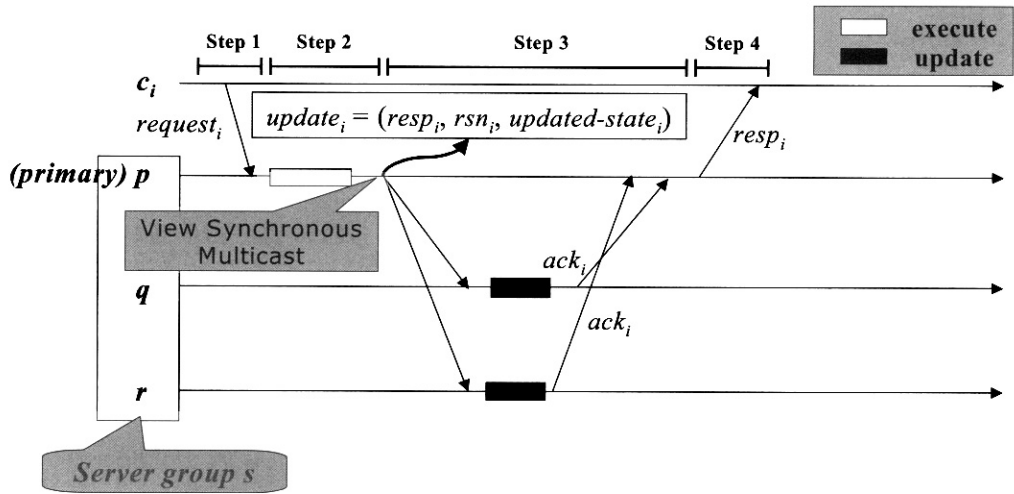 Step 1 Step 2 Step 3 Step 4
execute
update
c_i
request_i
update_i = (resp_i, rsn_i, updated-state_i)
resp_i
(primary) p
View Synchronous
Multicast
ack_i
q
ack_i
r
Server group s